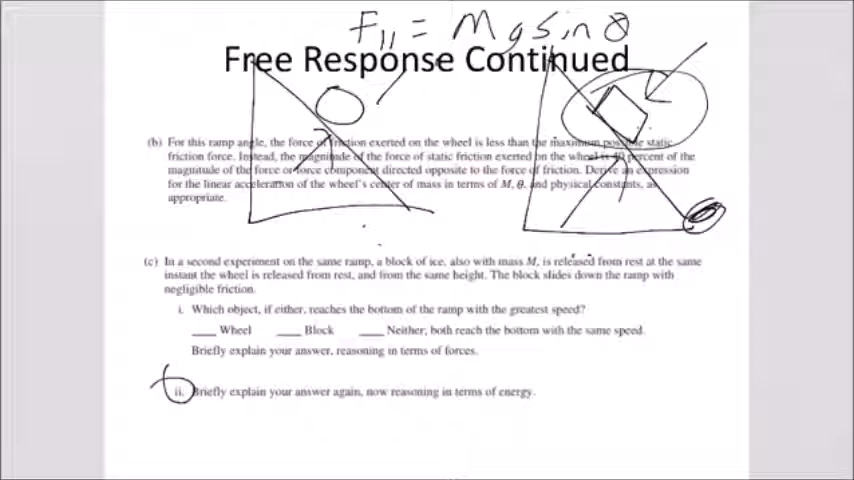 F|| = Mg sin θ
Free Response Continued
(b) For this ramp angle, the force of friction exerted on the wheel is less than the maximum possible static
friction force. Instead, the magnitude of the force of static friction exerted on the wheel is 40 percent of the
magnitude of the force or force component directed opposite to the force of friction. Derive an expression
for the linear acceleration of the wheel's center of mass in terms of M, θ, and physical constants, as
appropriate.
(c) In a second experiment on the same ramp, a block of ice, also with mass M, is released from rest at the same
instant the wheel is released from rest, and from the same height. The block slides down the ramp with
negligible friction.
i. Which object, if either, reaches the bottom of the ramp with the greatest speed?
____ Wheel ____ Block ____ Neither, both reach the bottom with the same speed.
Briefly explain your answer, reasoning in terms of forces.
ii. Briefly explain your answer again, now reasoning in terms of energy.